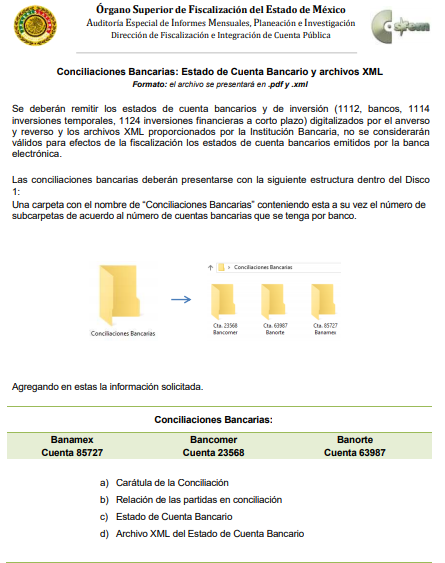 Órgano Superior de Fiscalización del Estado de México
Auditoría Especial de Informes Mensuales, Planeación e Investigación
Dirección de Fiscalización e Integración de Cuenta Pública
osfem
Conciliaciones Bancarias: Estado de Cuenta Bancario y archivos XML
Formato: el archivo se presentará en .pdf y .xml
Se deberán remitir los estados de cuenta bancarios y de inversión (1112, bancos, 1114
inversiones temporales, 1124 inversiones financieras a corto plazo) digitalizados por el anverso
y reverso y los archivos XML proporcionados por la Institución Bancaria, no se considerarán
válidos para efectos de la fiscalización los estados de cuenta bancarios emitidos por la banca
electrónica.
Las conciliaciones bancarias deberán presentarse con la siguiente estructura dentro del Disco
1:
Una carpeta con el nombre de “Conciliaciones Bancarias” conteniendo esta a su vez el número de
subcarpetas de acuerdo al número de cuentas bancarias que se tenga por banco.
Conciliaciones Bancarias
Conciliaciones Bancarias
Cta. 23568 Bancomer
Cta. 63987 Banorte
Cta. 85727 Banamex
Agregando en estas la información solicitada.
Conciliaciones Bancarias:
Banamex Bancomer Banorte
Cuenta 85727 Cuenta 23568 Cuenta 63987
a) Carátula de la Conciliación
b) Relación de las partidas en conciliación
c) Estado de Cuenta Bancario
d) Archivo XML del Estado de Cuenta Bancario